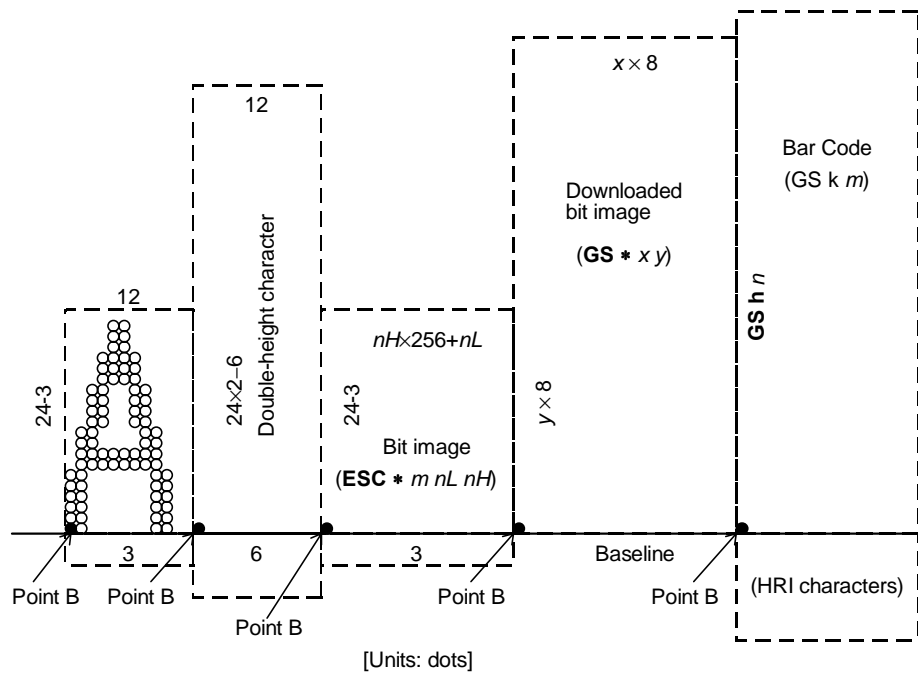 12
24-3
3
Point B
12
24×2–6
Double-height character
6
Point B
nH×256+nL
24-3
Bit image
(ESC * m nL nH)
3
Point B
x × 8
Downloaded
bit image
(GS * x y)
y × 8
Baseline
Point B
Bar Code
(GS k m)
GS h n
(HRI characters)
Point B
[Units: dots]